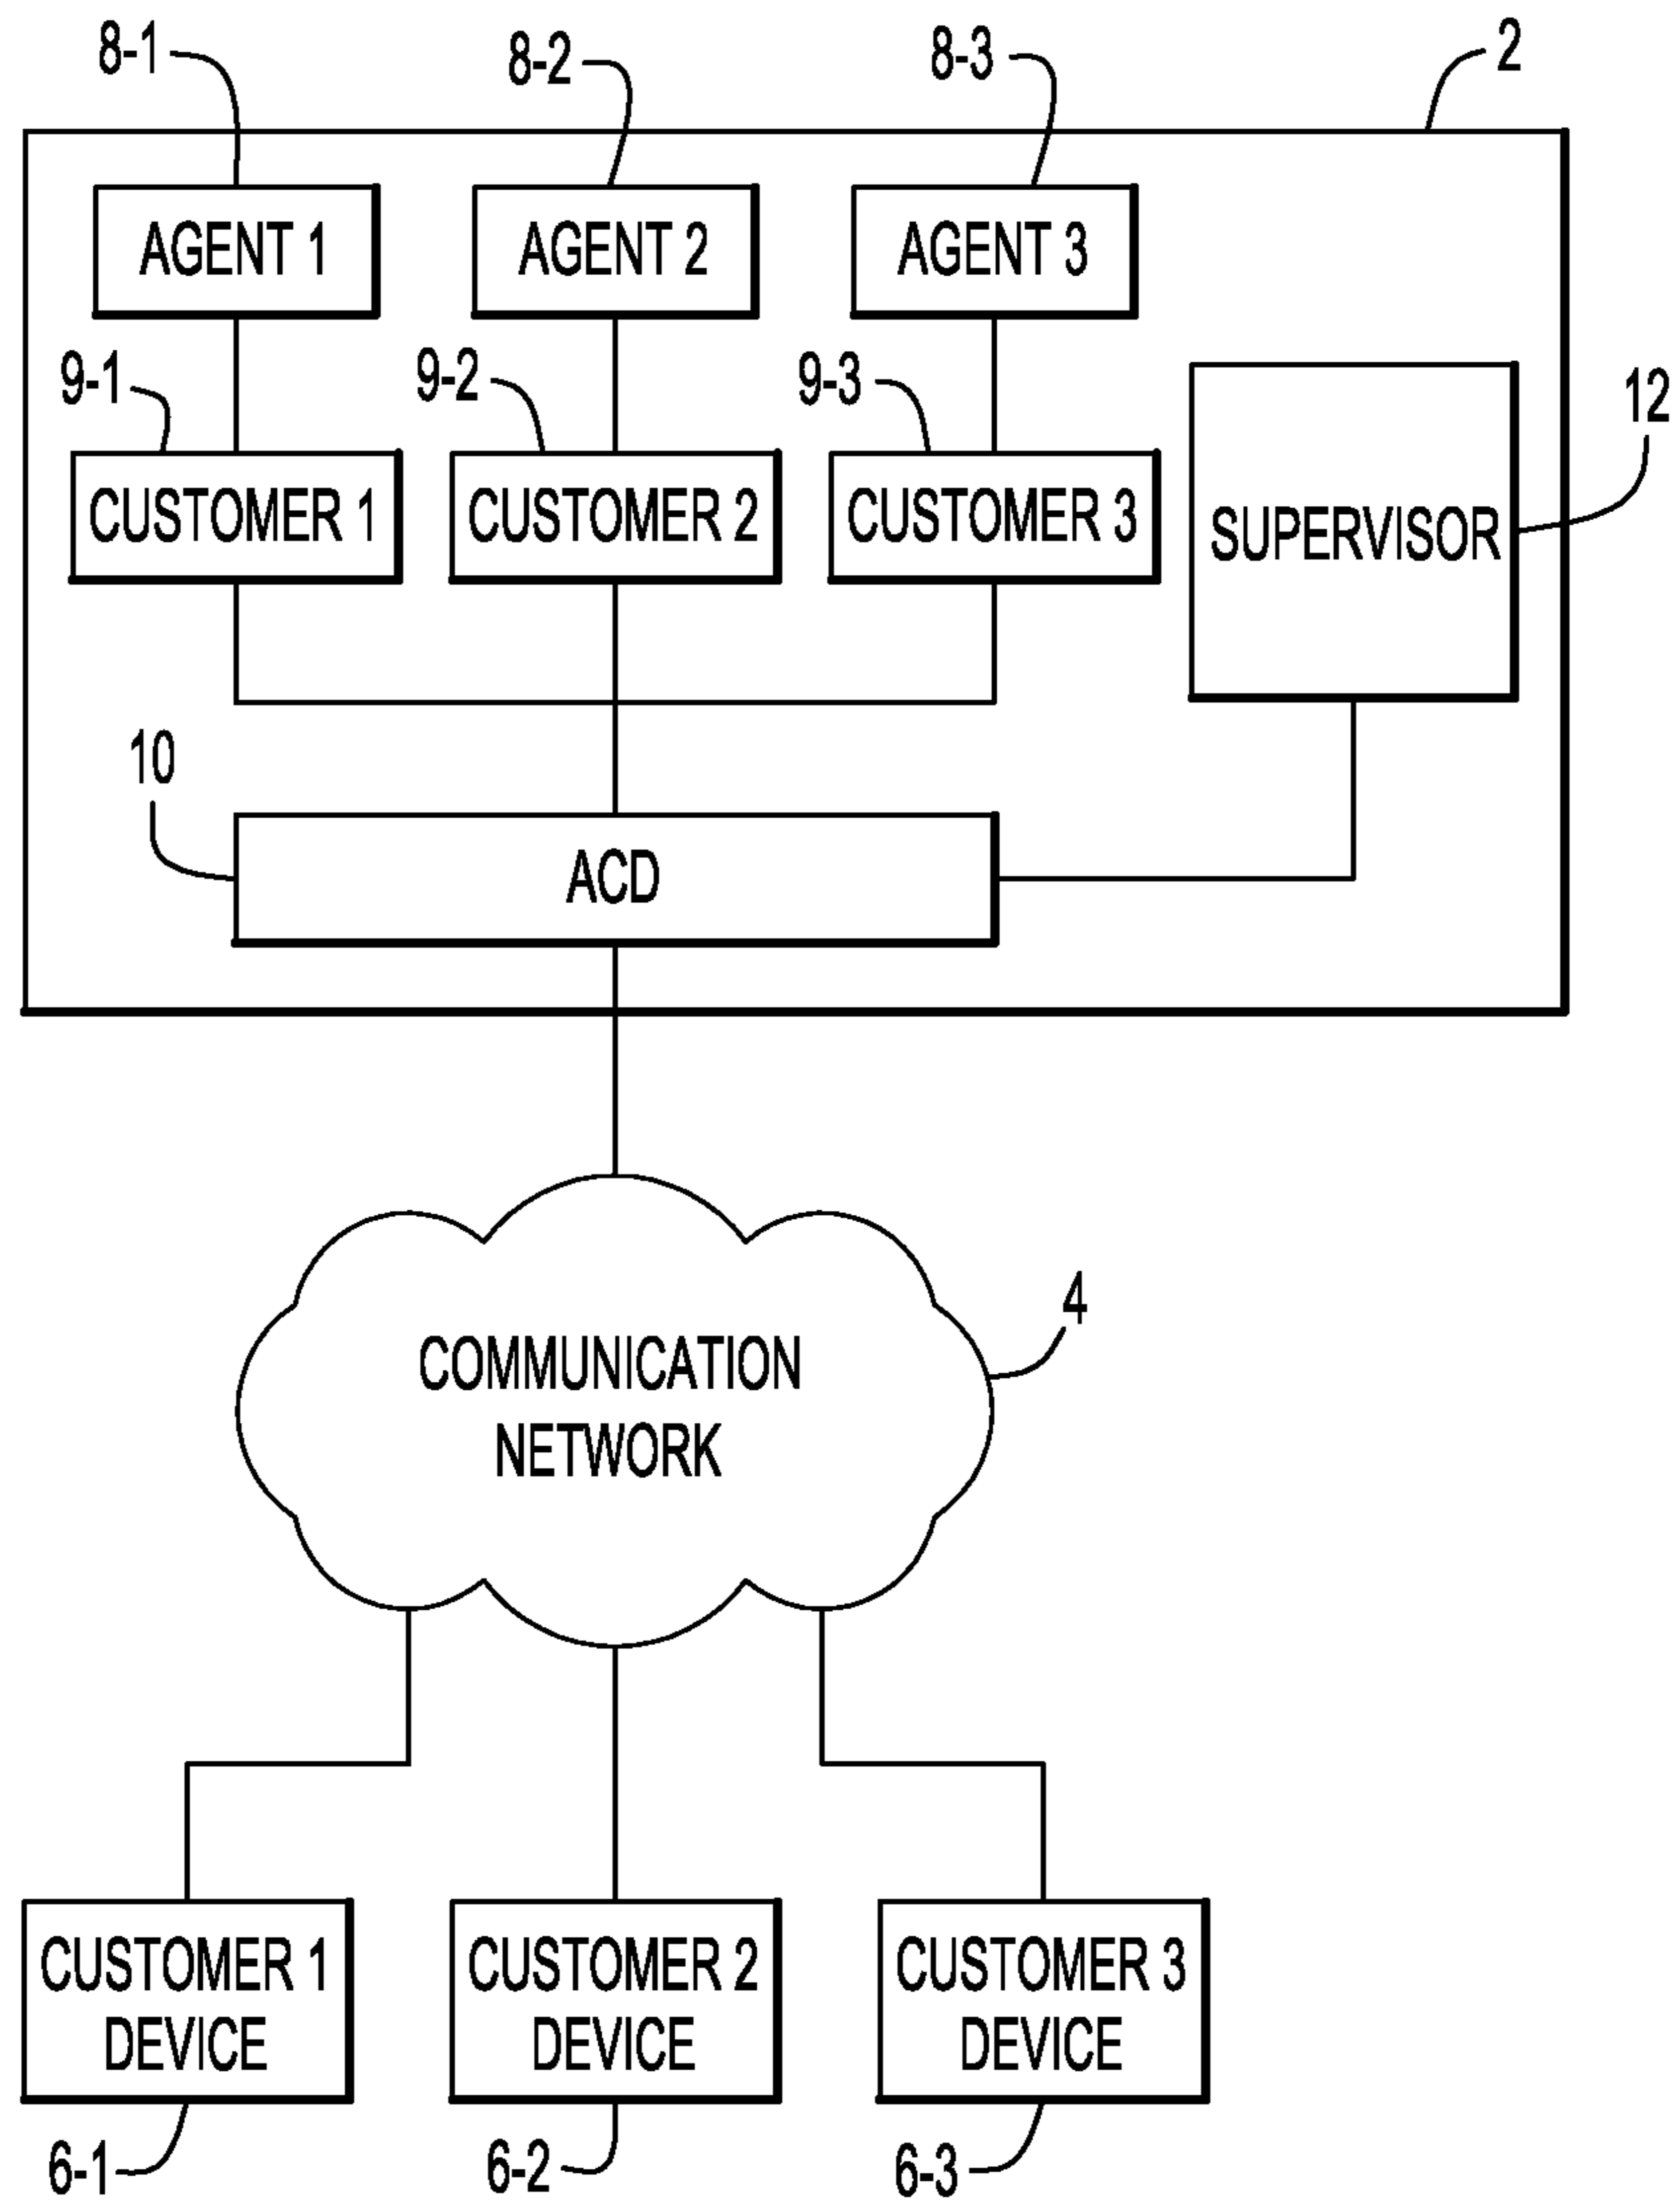 8-1
8-2
8-3
2
AGENT 1
AGENT 2
AGENT 3
9-1
9-2
9-3
12
CUSTOMER 1
CUSTOMER 2
CUSTOMER 3
SUPERVISOR
10
ACD
4
COMMUNICATION
NETWORK
CUSTOMER 1
DEVICE
CUSTOMER 2
DEVICE
CUSTOMER 3
DEVICE
6-1
6-2
6-3